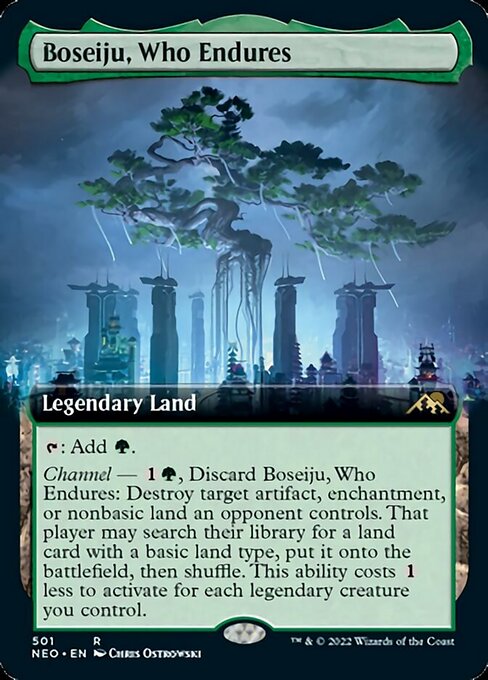 Boseiju, Who Endures
Legendary Land
: Add .
Channel — 1, Discard Boseiju, Who
Endures: Destroy target artifact, enchantment,
or nonbasic land an opponent controls. That
player may search their library for a land
card with a basic land type, put it onto the
battlefield, then shuffle. This ability costs 1
less to activate for each legendary creature
you control.
501 R
NEO • EN Chris Ostrowski
™ & © 2022 Wizards of the Coast